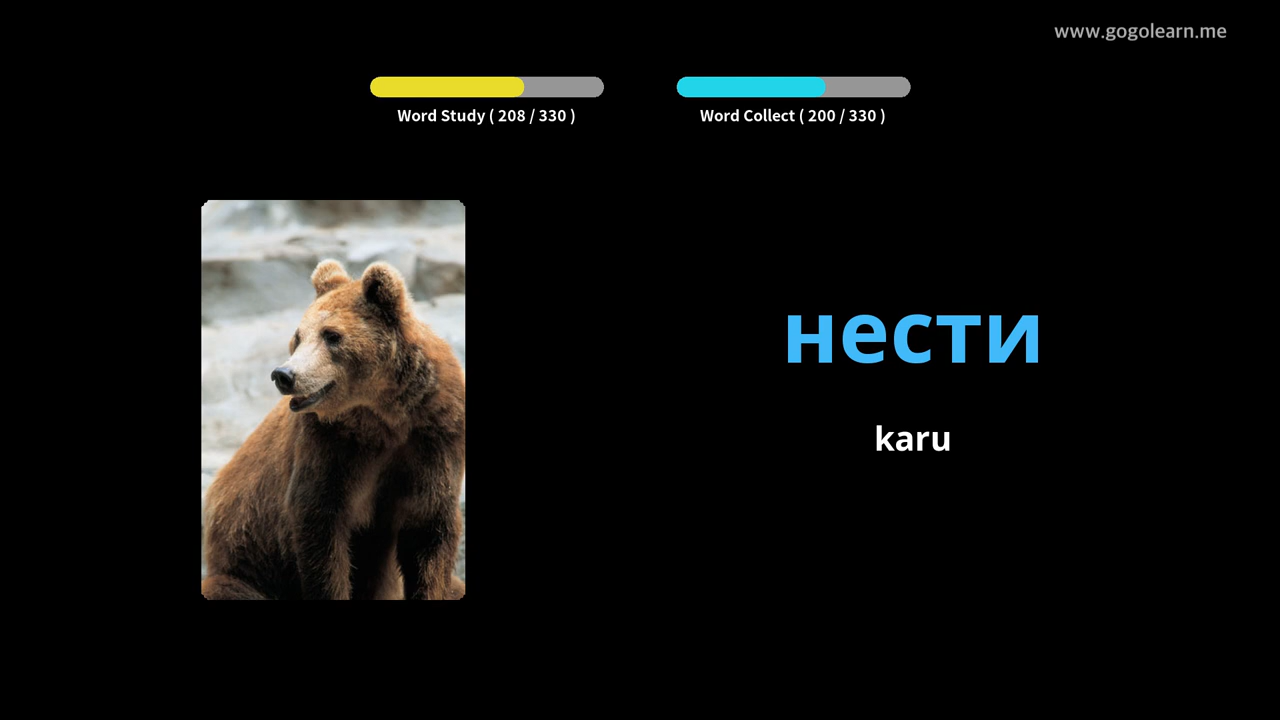 www.gogolearn.me
Word Study ( 208 / 330 )
Word Collect ( 200 / 330 )
нести
karu